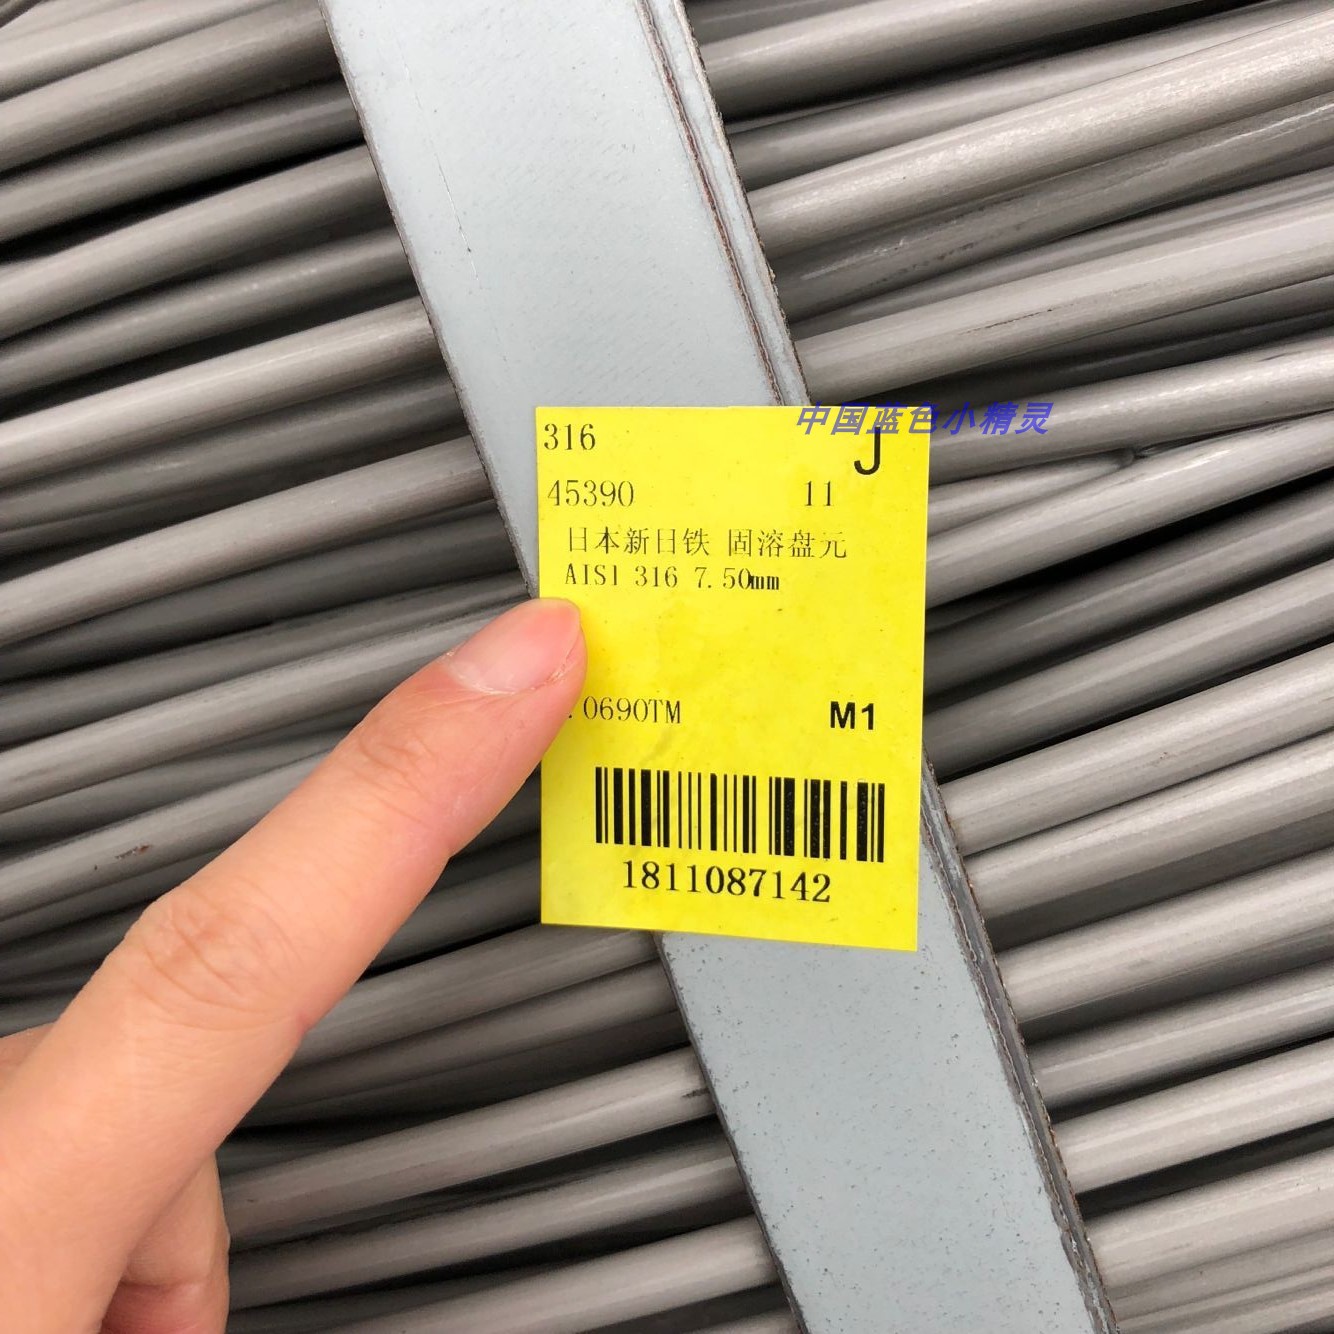 中国蓝色小精灵
316
J
45390 11
日本新日铁 固溶盘元
AISI 316 7.50mm
.0690TM M1
1811087142